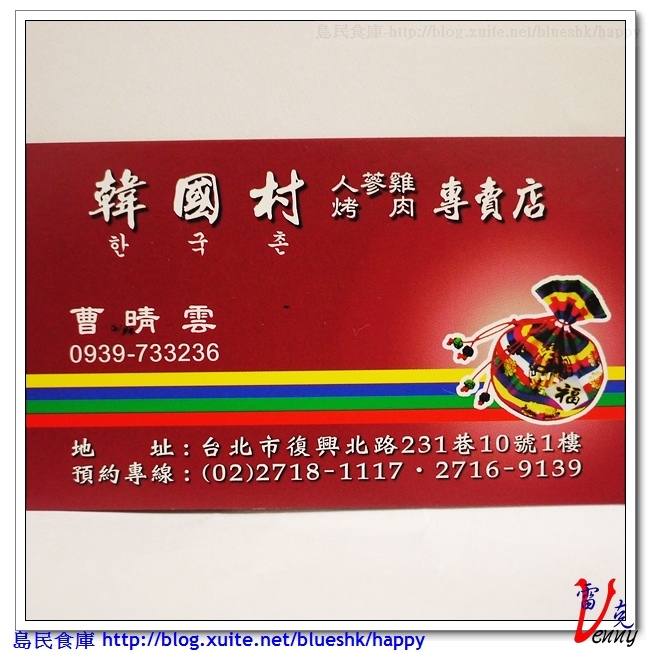 島民食庫-http://blog.xuite.net/blueshk/happy
韓國村 人蔘雞 烤肉 專賣店
한국촌
曹晴雲
0939-733236
福
地　　址：台北市復興北路231巷10號1樓
預約專線：(02)2718-1117・2716-9139
雷克
Venny
島民食庫 http://blog.xuite.net/blueshk/happy